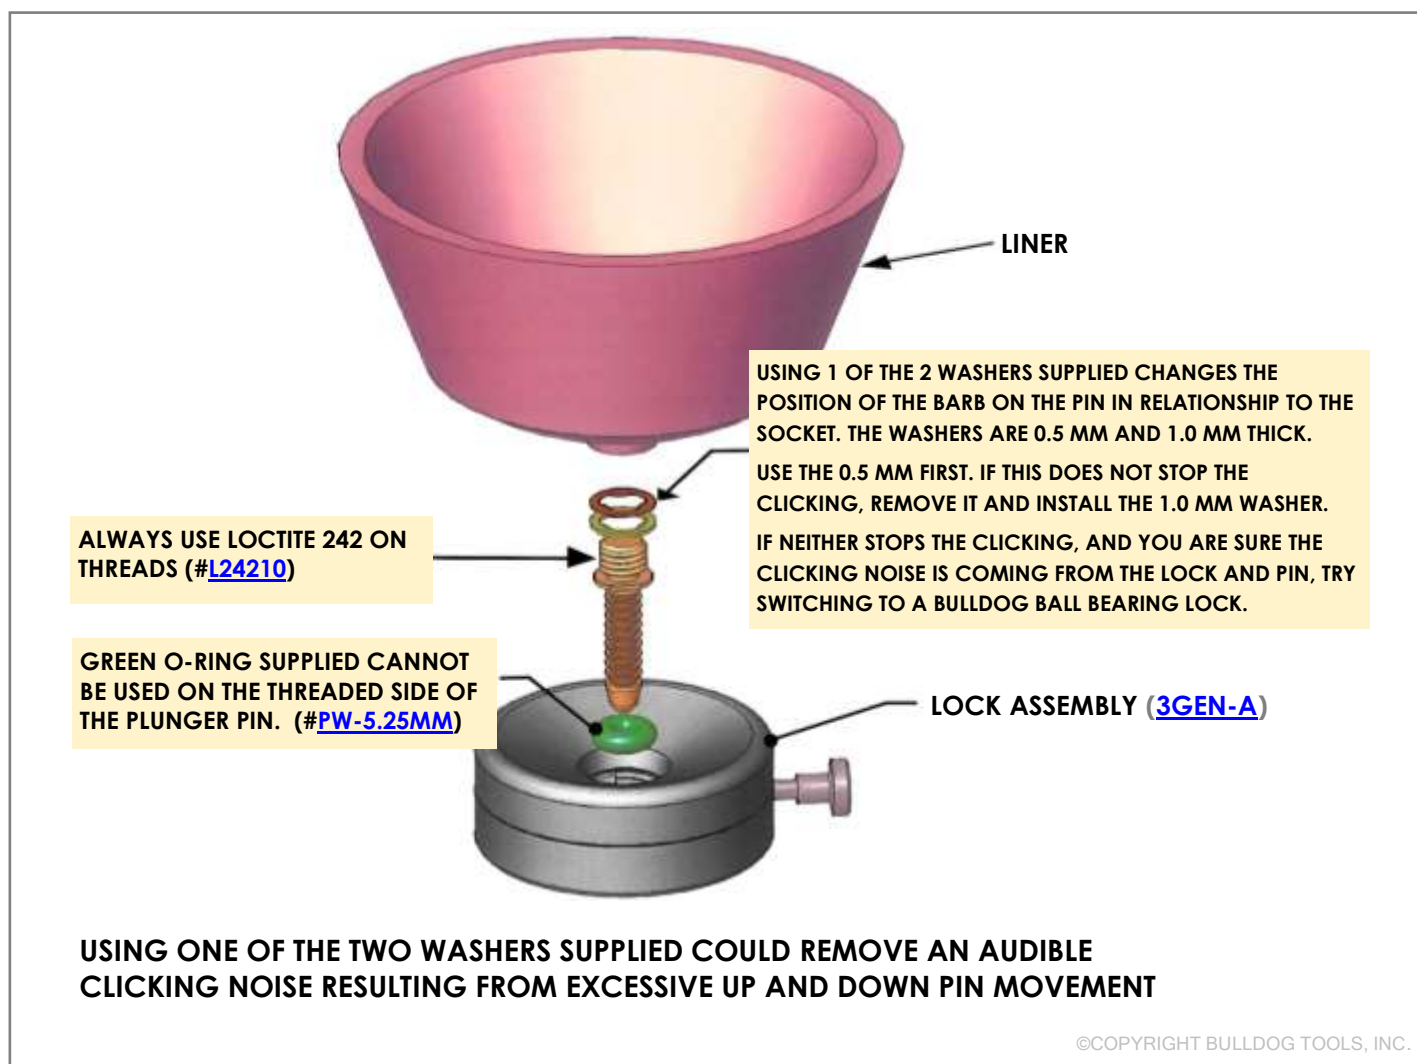 LINER
USING 1 OF THE 2 WASHERS SUPPLIED CHANGES THE
POSITION OF THE BARB ON THE PIN IN RELATIONSHIP TO THE
SOCKET. THE WASHERS ARE 0.5 MM AND 1.0 MM THICK.
USE THE 0.5 MM FIRST. IF THIS DOES NOT STOP THE
CLICKING, REMOVE IT AND INSTALL THE 1.0 MM WASHER.
IF NEITHER STOPS THE CLICKING, AND YOU ARE SURE THE
CLICKING NOISE IS COMING FROM THE LOCK AND PIN, TRY
SWITCHING TO A BULLDOG BALL BEARING LOCK.
ALWAYS USE LOCTITE 242 ON
THREADS (#L24210)
GREEN O-RING SUPPLIED CANNOT
BE USED ON THE THREADED SIDE OF
THE PLUNGER PIN. (#PW-5.25MM)
LOCK ASSEMBLY (3GEN-A)
USING ONE OF THE TWO WASHERS SUPPLIED COULD REMOVE AN AUDIBLE
CLICKING NOISE RESULTING FROM EXCESSIVE UP AND DOWN PIN MOVEMENT
©COPYRIGHT BULLDOG TOOLS, INC.